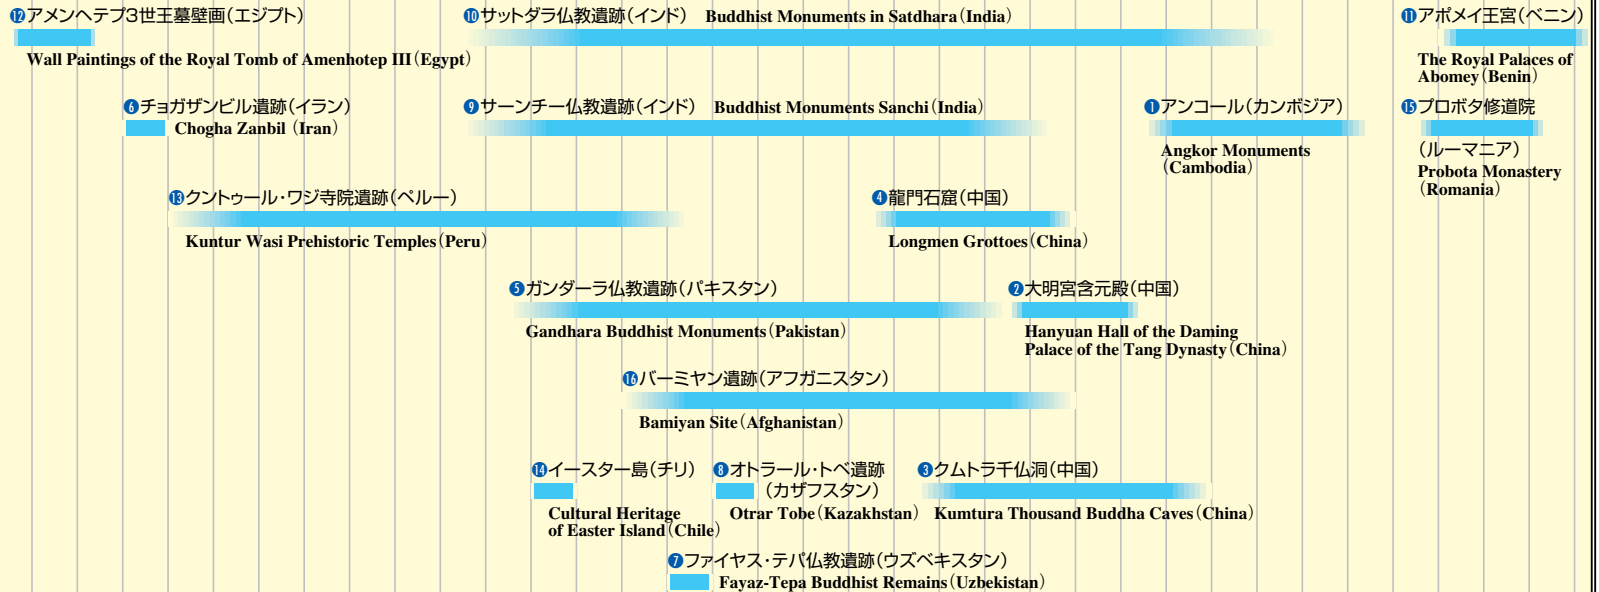 ⑫アメンヘテプ3世王墓壁画（エジプト）
Wall Paintings of the Royal Tomb of Amenhotep III（Egypt）
⑩サットダラ仏教遺跡（インド） Buddhist Monuments in Satdhara（India）
⑪アポメイ王宮（ベニン）
The Royal Palaces of
Abomey（Benin）
⑥チョガザンビル遺跡（イラン）
Chogha Zanbil（Iran）
⑨サーンチー仏教遺跡（インド） Buddhist Monuments Sanchi（India）
①アンコール（カンボジア）
Angkor Monuments
（Cambodia）
⑮プロボタ修道院
（ルーマニア）
Probota Monastery
（Romania）
⑬クントゥール・ワジ寺院遺跡（ペルー）
Kuntur Wasi Prehistoric Temples（Peru）
④龍門石窟（中国）
Longmen Grottoes（China）
⑤ガンダーラ仏教遺跡（パキスタン）
Gandhara Buddhist Monuments（Pakistan）
②大明宮含元殿（中国）
Hanyuan Hall of the Daming
Palace of the Tang Dynasty（China）
⑯バーミヤン遺跡（アフガニスタン）
Bamiyan Site（Afghanistan）
⑭イースター島（チリ）
Cultural Heritage
of Easter Island（Chile）
⑧オトラール・トベ遺跡
（カザフスタン）
Otrar Tobe（Kazakhstan）
③クムトラ千仏洞（中国）
Kumtura Thousand Buddha Caves（China）
⑦ファイヤス・テパ仏教遺跡（ウズベキスタン）
Fayaz-Tepa Buddhist Remains（Uzbekistan）